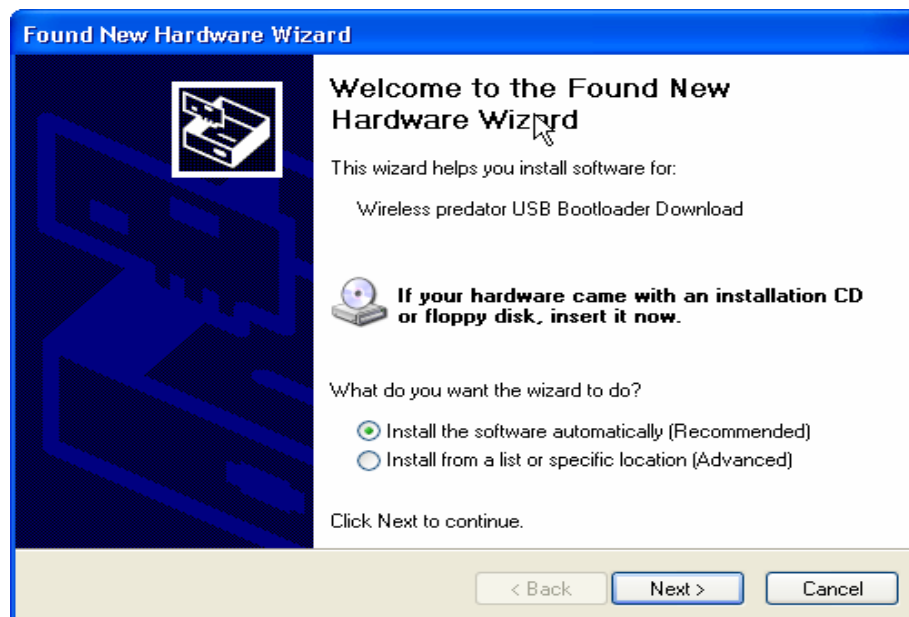 Found New Hardware Wizard
Welcome to the Found New
Hardware Wizard
This wizard helps you install software for:
Wireless predator USB Bootloader Download
If your hardware came with an installation CD
or floppy disk, insert it now.
What do you want the wizard to do?
Install the software automatically (Recommended)
Install from a list or specific location (Advanced)
Click Next to continue.
< Back Next > Cancel